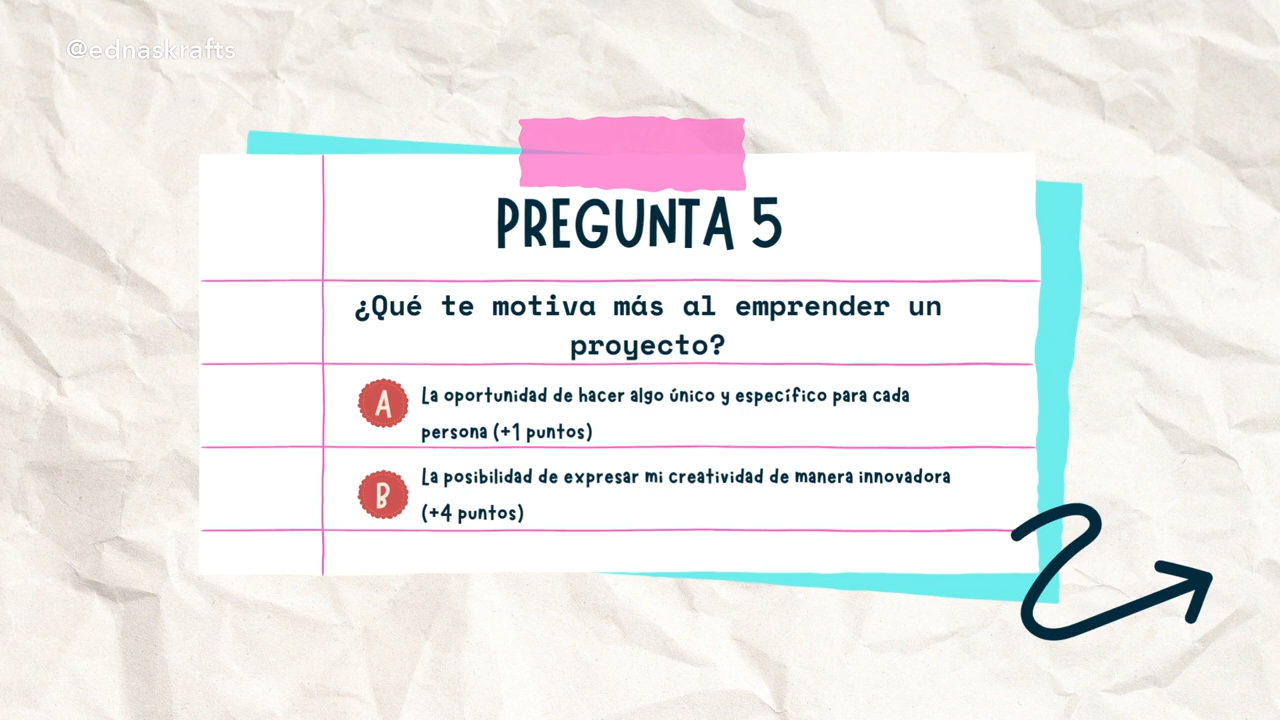 @ednaskrafts
PREGUNTA 5
¿Qué te motiva más al emprender un
proyecto?
A La oportunidad de hacer algo único y específico para cada
persona (+1 puntos)
B La posibilidad de expresar mi creatividad de manera innovadora
(+4 puntos)